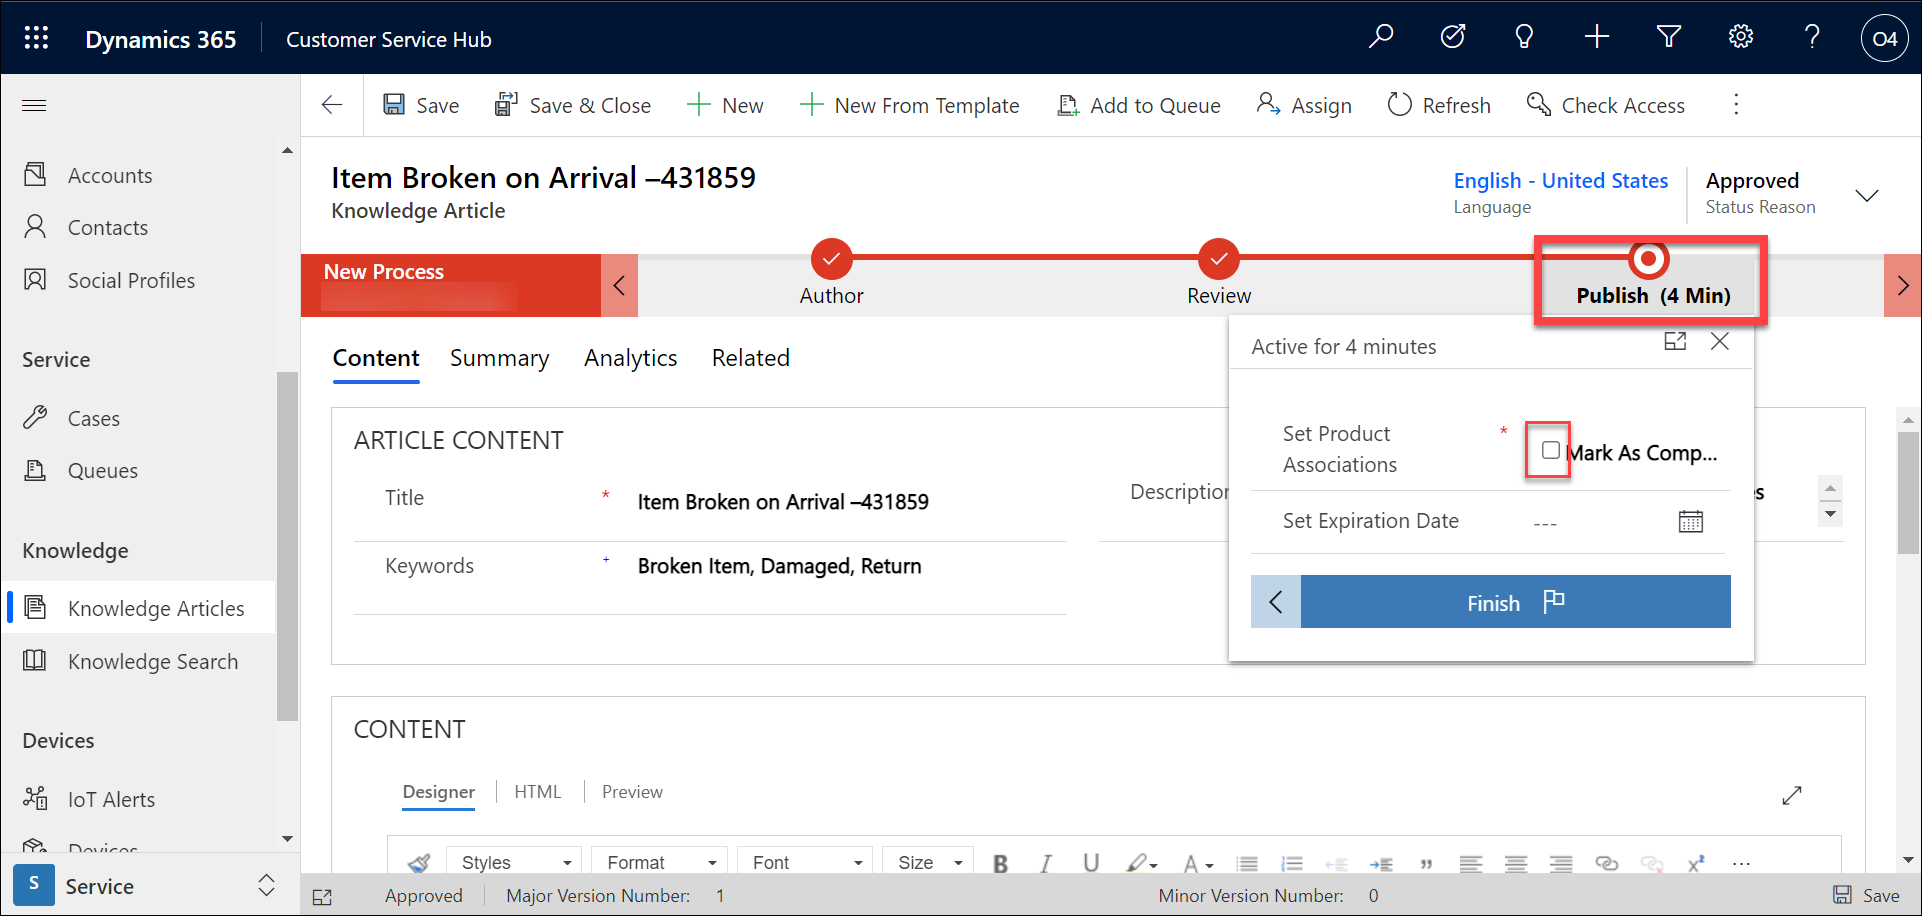 Dynamics 365
Customer Service Hub
O4
Save
Save & Close
New
New From Template
Add to Queue
Assign
Refresh
Check Access
Accounts
Contacts
Social Profiles
Service
Cases
Queues
Knowledge
Knowledge Articles
Knowledge Search
Devices
IoT Alerts
Devices
S
Service
Item Broken on Arrival –431859
Knowledge Article
English - United States
Language
Approved
Status Reason
New Process
Author
Review
Publish (4 Min)
Content
Summary
Analytics
Related
Active for 4 minutes
Set Product
Associations
*
Mark As Comp...
Set Expiration Date
---
Finish
ARTICLE CONTENT
Title
*
Item Broken on Arrival –431859
Keywords
+
Broken Item, Damaged, Return
Description
CONTENT
Designer
HTML
Preview
Styles
Format
Font
Size
B
I
U
A
...
Approved
Major Version Number: 1
Minor Version Number: 0
Save